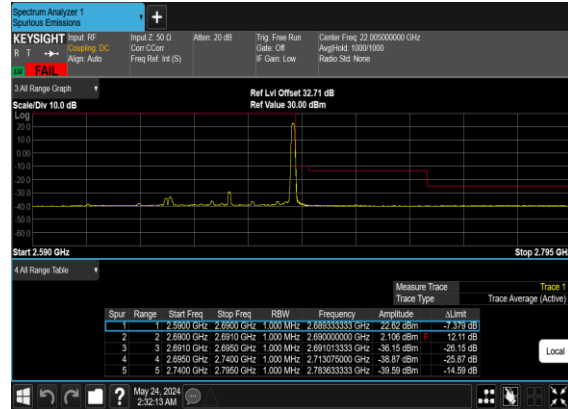 Spectrum Analyzer 1
Spurious Emissions
KEYSIGHT Input: RF Input Z: 50 Ω Atten: 20 dB Trig: Free Run Center Freq: 22.005000000 GHz
R T Coupling: DC Corr CCorr Gate: Off Avg|Hold: 1000/1000
Align: Auto Freq Ref: Int (S) IF Gain: Low Radio Std: None
LW FAIL
3 All Range Graph
Ref Lvl Offset 32.71 dB
Scale/Div 10.0 dB Ref Value 30.00 dBm
Log
20.0
10.0
0.00
-10.0
-20.0
-30.0
-40.0
-50.0
-60.0
Start 2.590 GHz Stop 2.795 GHz
4 All Range Table
Measure Trace Trace 1
Trace Type Trace Average (Active)
Spur Range Start Freq Stop Freq RBW Frequency Amplitude ΔLimit
1 1 2.5900 GHz 2.6900 GHz 1.000 MHz 2.689333333 GHz 22.62 dBm -7.379 dB
2 2 2.6900 GHz 2.6910 GHz 1.000 MHz 2.690000000 GHz 2.106 dBm F 12.11 dB
3 3 2.6910 GHz 2.6950 GHz 1.000 MHz 2.691013333 GHz -36.15 dBm -26.15 dB
4 4 2.6950 GHz 2.7400 GHz 1.000 MHz 2.713075000 GHz -38.87 dBm -25.87 dB
5 5 2.7400 GHz 2.7950 GHz 1.000 MHz 2.783633333 GHz -39.59 dBm -14.59 dB
Local
May 24, 2024
2:32:13 AM